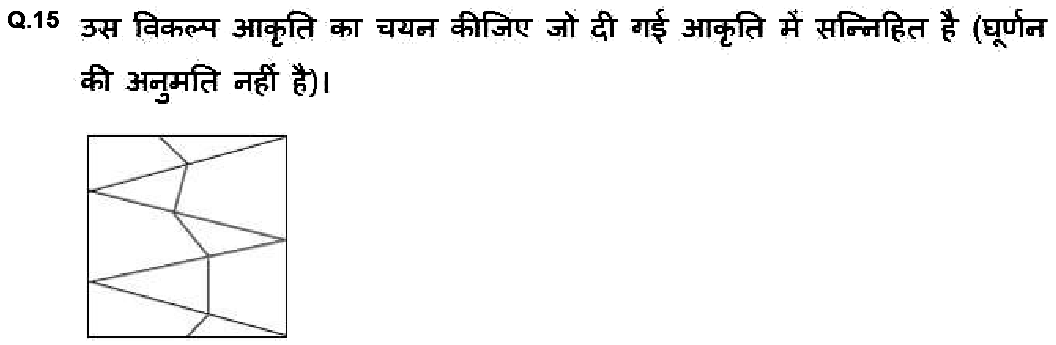 Q.15 उस विकल्प आकृति का चयन कीजिए जो दी गई आकृति में सन्निहित है (घूर्णन
की अनुमति नहीं है)।